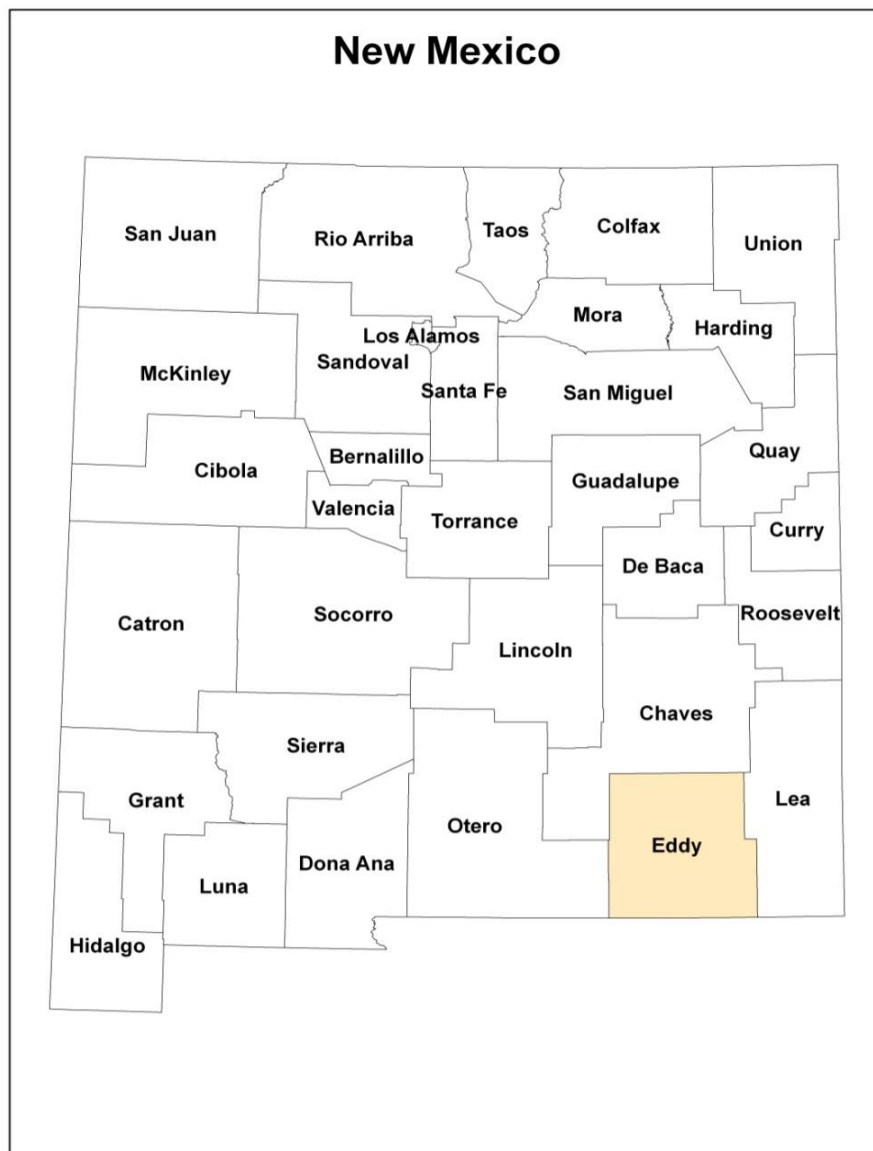 New Mexico
San Juan
Rio Arriba
Taos
Colfax
Union
Mora
Harding
Los Alamos
Sandoval
McKinley
Santa Fe
San Miguel
Quay
Bernalillo
Cibola
Guadalupe
Valencia
Torrance
Curry
De Baca
Roosevelt
Catron
Socorro
Lincoln
Chaves
Sierra
Grant
Lea
Otero
Eddy
Dona Ana
Luna
Hidalgo